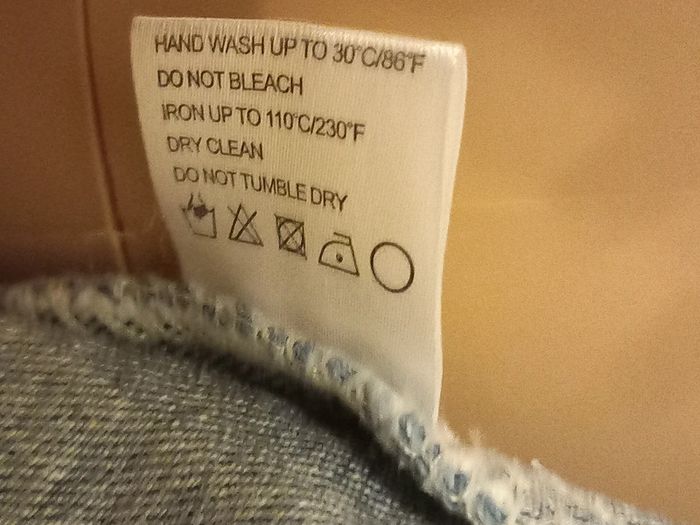 HAND WASH UP TO 30°C/86°F
DO NOT BLEACH
IRON UP TO 110°C/230°F
DRY CLEAN
DO NOT TUMBLE DRY